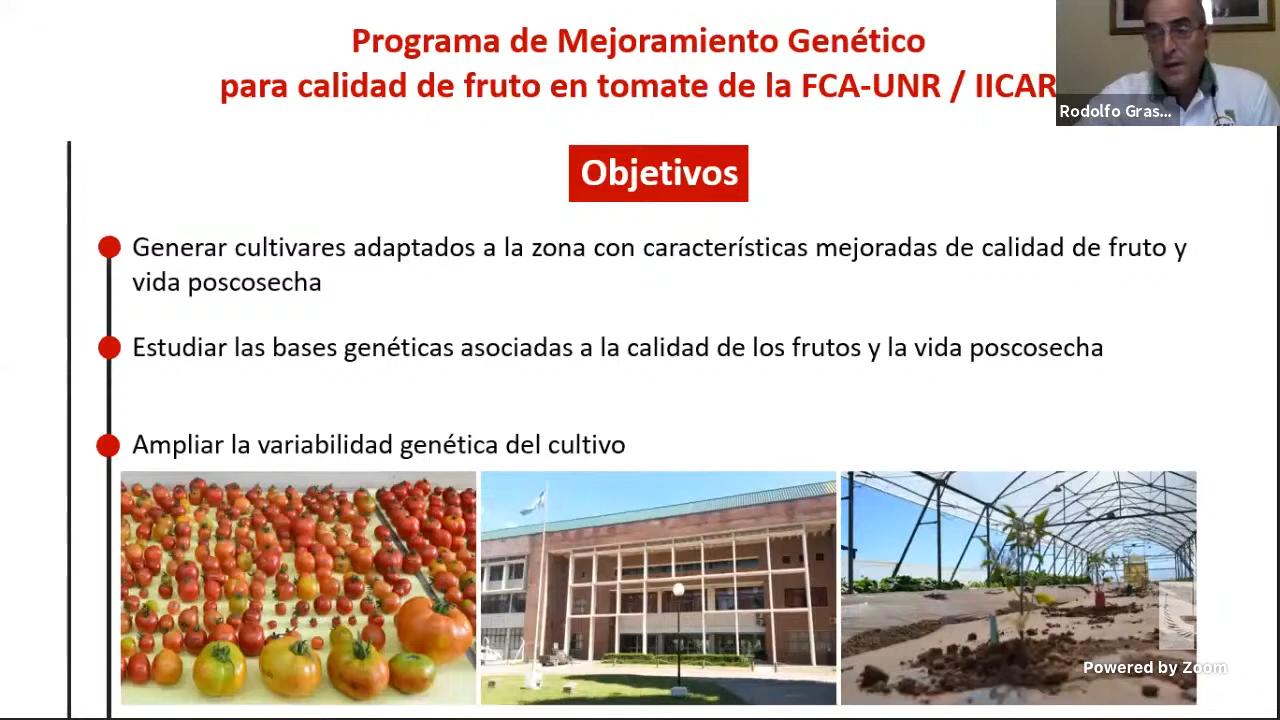 Programa de Mejoramiento Genético
para calidad de fruto en tomate de la FCA-UNR / IICAR
Rodolfo Gras...
Objetivos
Generar cultivares adaptados a la zona con características mejoradas de calidad de fruto y
vida poscosecha
Estudiar las bases genéticas asociadas a la calidad de los frutos y la vida poscosecha
Ampliar la variabilidad genética del cultivo
Powered by Zoom